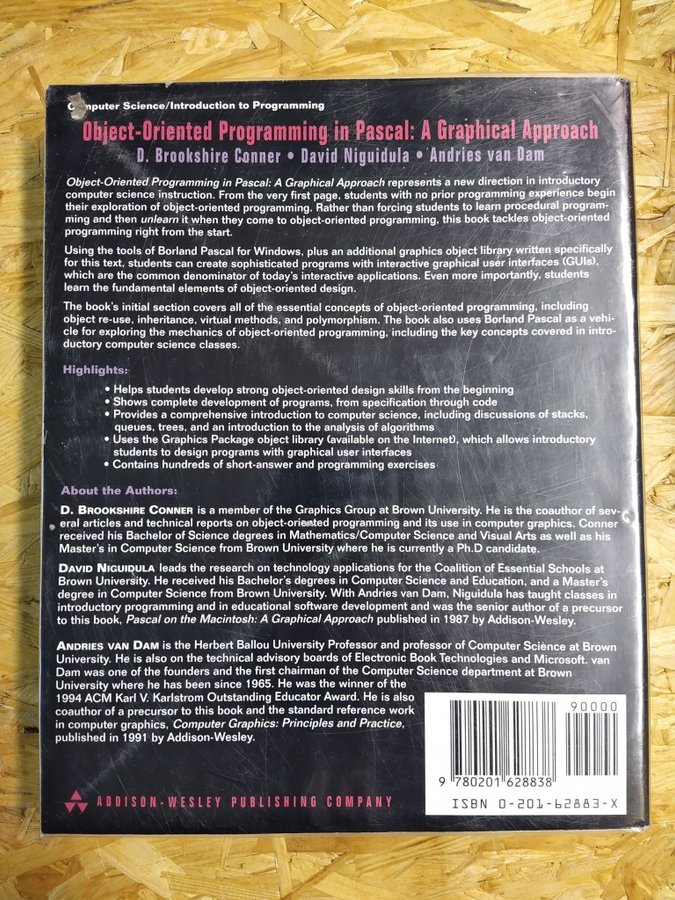 Computer Science/Introduction to Programming
Object-Oriented Programming in Pascal: A Graphical Approach
D. Brookshire Conner • David Niguidula • Andries van Dam
Object-Oriented Programming in Pascal: A Graphical Approach represents a new direction in introductory
computer science instruction. From the very first page, students with no prior programming experience begin
their exploration of object-oriented programming. Rather than forcing students to learn procedural program-
ming and then unlearn it when they come to object-oriented programming, this book tackles object-oriented
programming right from the start.
Using the tools of Borland Pascal for Windows, plus an additional graphics object library written specifically
for this text, students can create sophisticated programs with interactive graphical user interfaces (GUIs),
which are the common denominator of today's interactive applications. Even more importantly, students
learn the fundamental elements of object-oriented design.
The book's initial section covers all of the essential concepts of object-oriented programming, including
object re-use, inheritance, virtual methods, and polymorphism. The book also uses Borland Pascal as a vehi-
cle for exploring the mechanics of object-oriented programming, including the key concepts covered in intro-
ductory computer science classes.
Highlights:
• Helps students develop strong object-oriented design skills from the beginning
• Shows complete development of programs, from specification through code
• Provides a comprehensive introduction to computer science, including discussions of stacks,
queues, trees, and an introduction to the analysis of algorithms
• Uses the Graphics Package object library (available on the Internet), which allows introductory
students to design programs with graphical user interfaces
• Contains hundreds of short-answer and programming exercises
About the Authors:
D. BROOKSHIRE CONNER is a member of the Graphics Group at Brown University. He is the coauthor of sev-
eral articles and technical reports on object-oriented programming and its use in computer graphics. Conner
received his Bachelor of Science degrees in Mathematics/Computer Science and Visual Arts as well as his
Master's in Computer Science from Brown University where he is currently a Ph.D candidate.
DAVID NIGUIDULA leads the research on technology applications for the Coalition of Essential Schools at
Brown University. He received his Bachelor's degrees in Computer Science and Education, and a Master's
degree in Computer Science from Brown University. With Andries van Dam, Niguidula has taught classes in
introductory programming and in educational software development and was the senior author of a precursor
to this book, Pascal on the Macintosh: A Graphical Approach published in 1987 by Addison-Wesley.
ANDRIES VAN DAM is the Herbert Ballou University Professor and professor of Computer Science at Brown
University. He is also on the technical advisory boards of Electronic Book Technologies and Microsoft. van
Dam was one of the founders and the first chairman of the Computer Science department at Brown
University where he has been since 1965. He was the winner of the
1994 ACM Karl V. Karlstrom Outstanding Educator Award. He is also
coauthor of a precursor to this book and the standard reference work
in computer graphics, Computer Graphics: Principles and Practice,
published in 1991 by Addison-Wesley.
90000
9 780201 628838
ISBN 0-201-62883-X
ADDISON-WESLEY PUBLISHING COMPANY